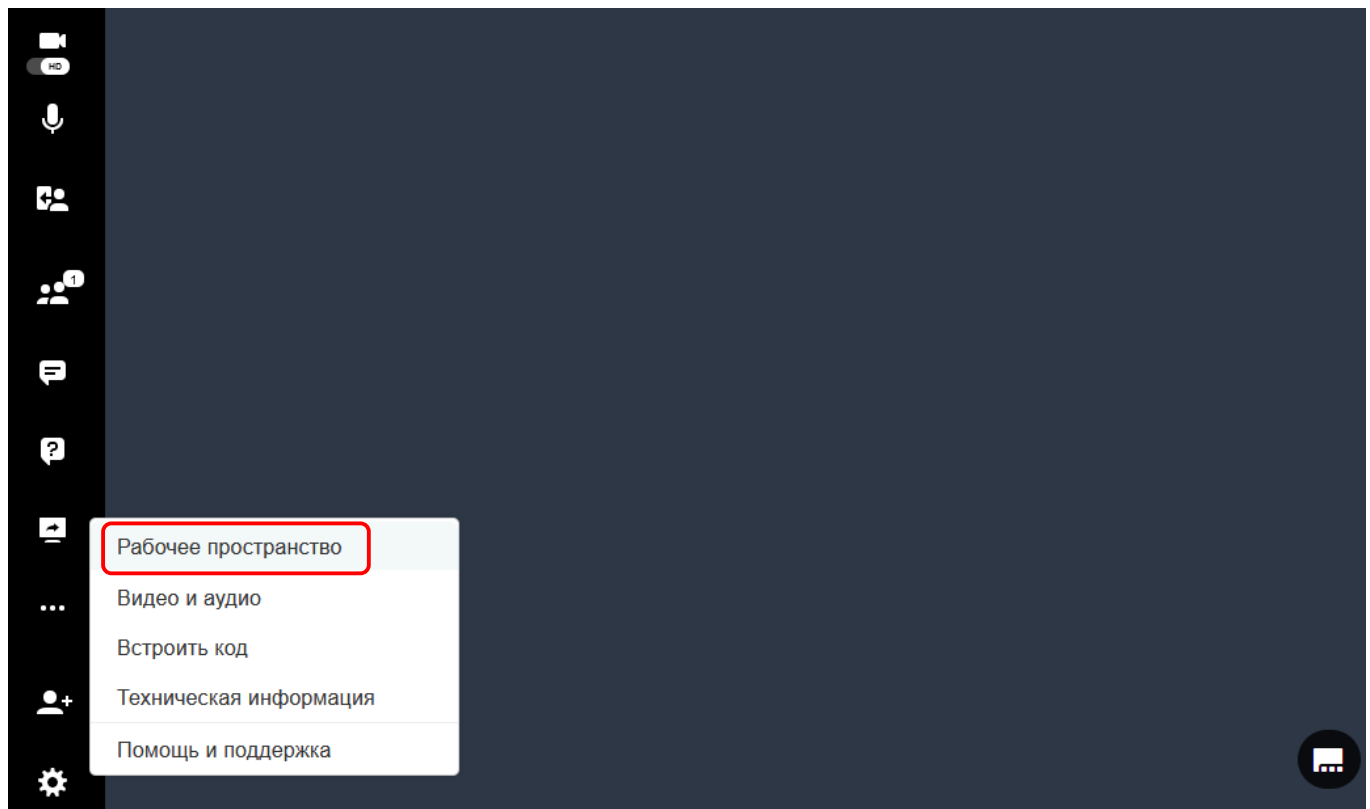 HD
1
Рабочее пространство
Видео и аудио
Встроить код
Техническая информация
Помощь и поддержка